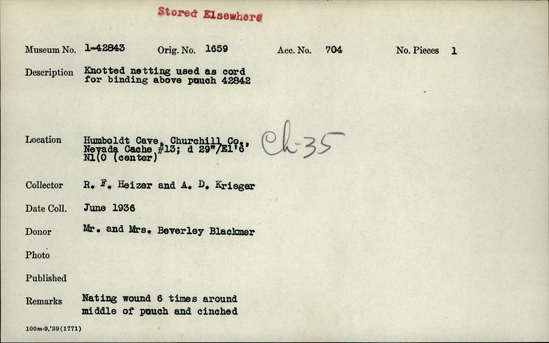 Stored Elsewhere
Museum No. 1-42843 Orig. No. 1659 Acc. No. 704 No. Pieces 1
Description Knotted netting used as cord
for binding above pouch 42842
Location Humboldt Cave, Churchill Co.,
Nevada Cache #13; d 29"/E1'6"
N1(0 (center)
Ch-35
Collector R. F. Heizer and A. D. Krieger
Date Coll. June 1936
Donor Mr. and Mrs. Beverley Blackmer
Photo
Published
Remarks Nating wound 6 times around
middle of pouch and cinched
100m-9,'39(1771)